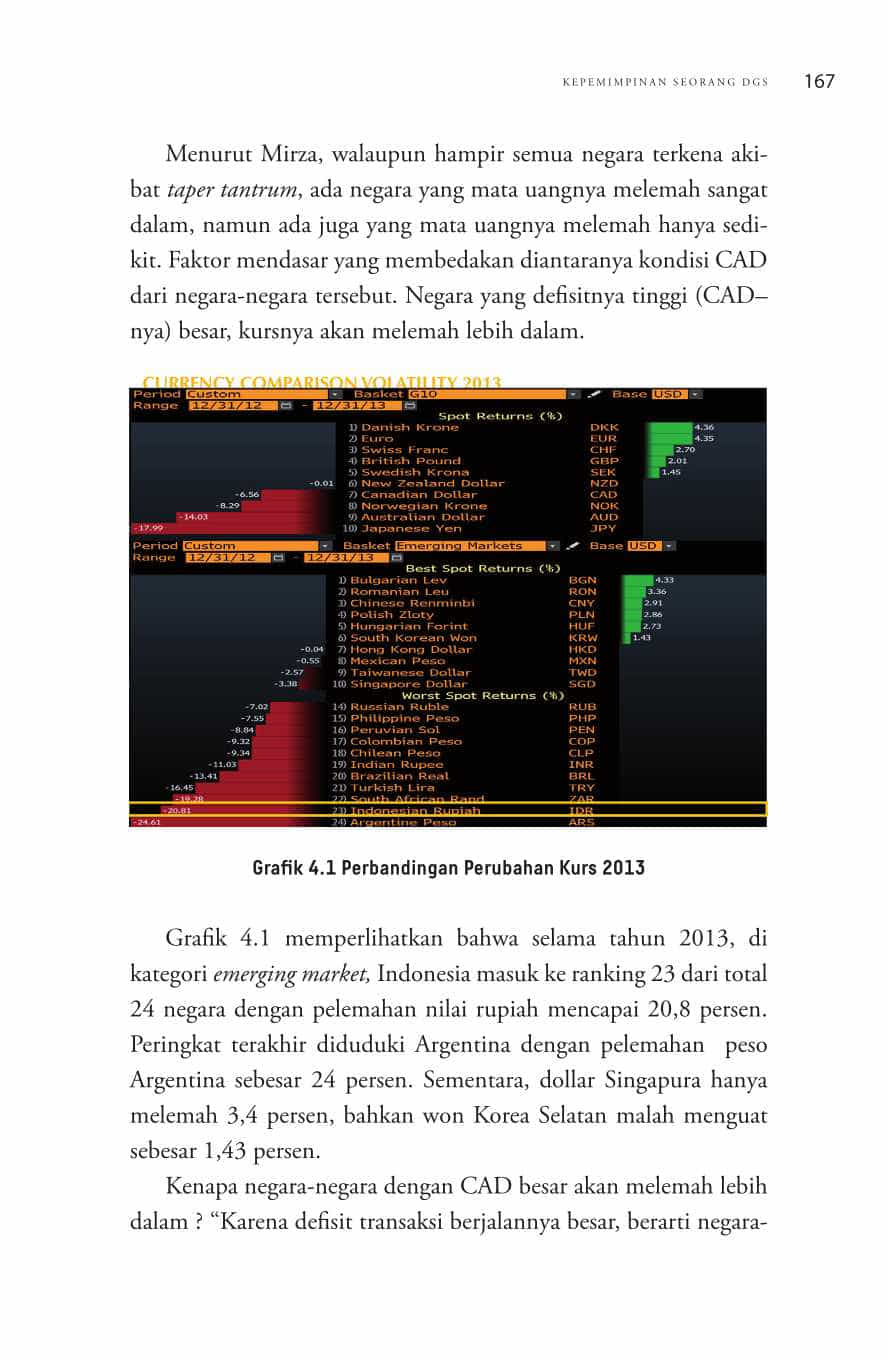 KEPEMIMPINAN SEORANG DGS 167
Menurut Mirza, walaupun hampir semua negara terkena aki-
bat taper tantrum, ada negara yang mata uangnya melemah sangat
dalam, namun ada juga yang mata uangnya melemah hanya sedi-
kit. Faktor mendasar yang membedakan diantaranya kondisi CAD
dari negara-negara tersebut. Negara yang defisitnya tinggi (CAD–
nya) besar, kursnya akan melemah lebih dalam.
CURRENCY COMPARISON VOLATILITY 2013
Period Custom Basket G10 Base USD
Range 12/31/12 - 12/31/13
Spot Returns (%)
1) Danish Krone DKK 4.36
2) Euro EUR 4.35
3) Swiss Franc CHF 2.70
4) British Pound GBP 2.01
5) Swedish Krona SEK 1.45
-0.01 6) New Zealand Dollar NZD
-6.56 7) Canadian Dollar CAD
-8.29 8) Norwegian Krone NOK
-14.03 9) Australian Dollar AUD
-17.99 10) Japanese Yen JPY
Period Custom Basket Emerging Markets Base USD
Range 12/31/12 - 12/31/13
Best Spot Returns (%)
1) Bulgarian Lev BGN 4.33
2) Romanian Leu RON 3.36
3) Chinese Renminbi CNY 2.91
4) Polish Zloty PLN 2.86
5) Hungarian Forint HUF 2.73
6) South Korean Won KRW 1.43
-0.04 7) Hong Kong Dollar HKD
-0.55 8) Mexican Peso MXN
-2.57 9) Taiwanese Dollar TWD
-3.38 10) Singapore Dollar SGD
Worst Spot Returns (%)
-7.02 14) Russian Ruble RUB
-7.55 15) Philippine Peso PHP
-8.84 16) Peruvian Sol PEN
-9.32 17) Colombian Peso COP
-9.34 18) Chilean Peso CLP
-11.03 19) Indian Rupee INR
-13.41 20) Brazilian Real BRL
-16.45 21) Turkish Lira TRY
-19.28 22) South African Rand ZAR
-20.81 23) Indonesian Rupiah IDR
-24.61 24) Argentine Peso ARS
Grafik 4.1 Perbandingan Perubahan Kurs 2013
Grafik 4.1 memperlihatkan bahwa selama tahun 2013, di
kategori emerging market, Indonesia masuk ke ranking 23 dari total
24 negara dengan pelemahan nilai rupiah mencapai 20,8 persen.
Peringkat terakhir diduduki Argentina dengan pelemahan peso
Argentina sebesar 24 persen. Sementara, dollar Singapura hanya
melemah 3,4 persen, bahkan won Korea Selatan malah menguat
sebesar 1,43 persen.
Kenapa negara-negara dengan CAD besar akan melemah lebih
dalam ? “Karena defisit transaksi berjalannya besar, berarti negara-